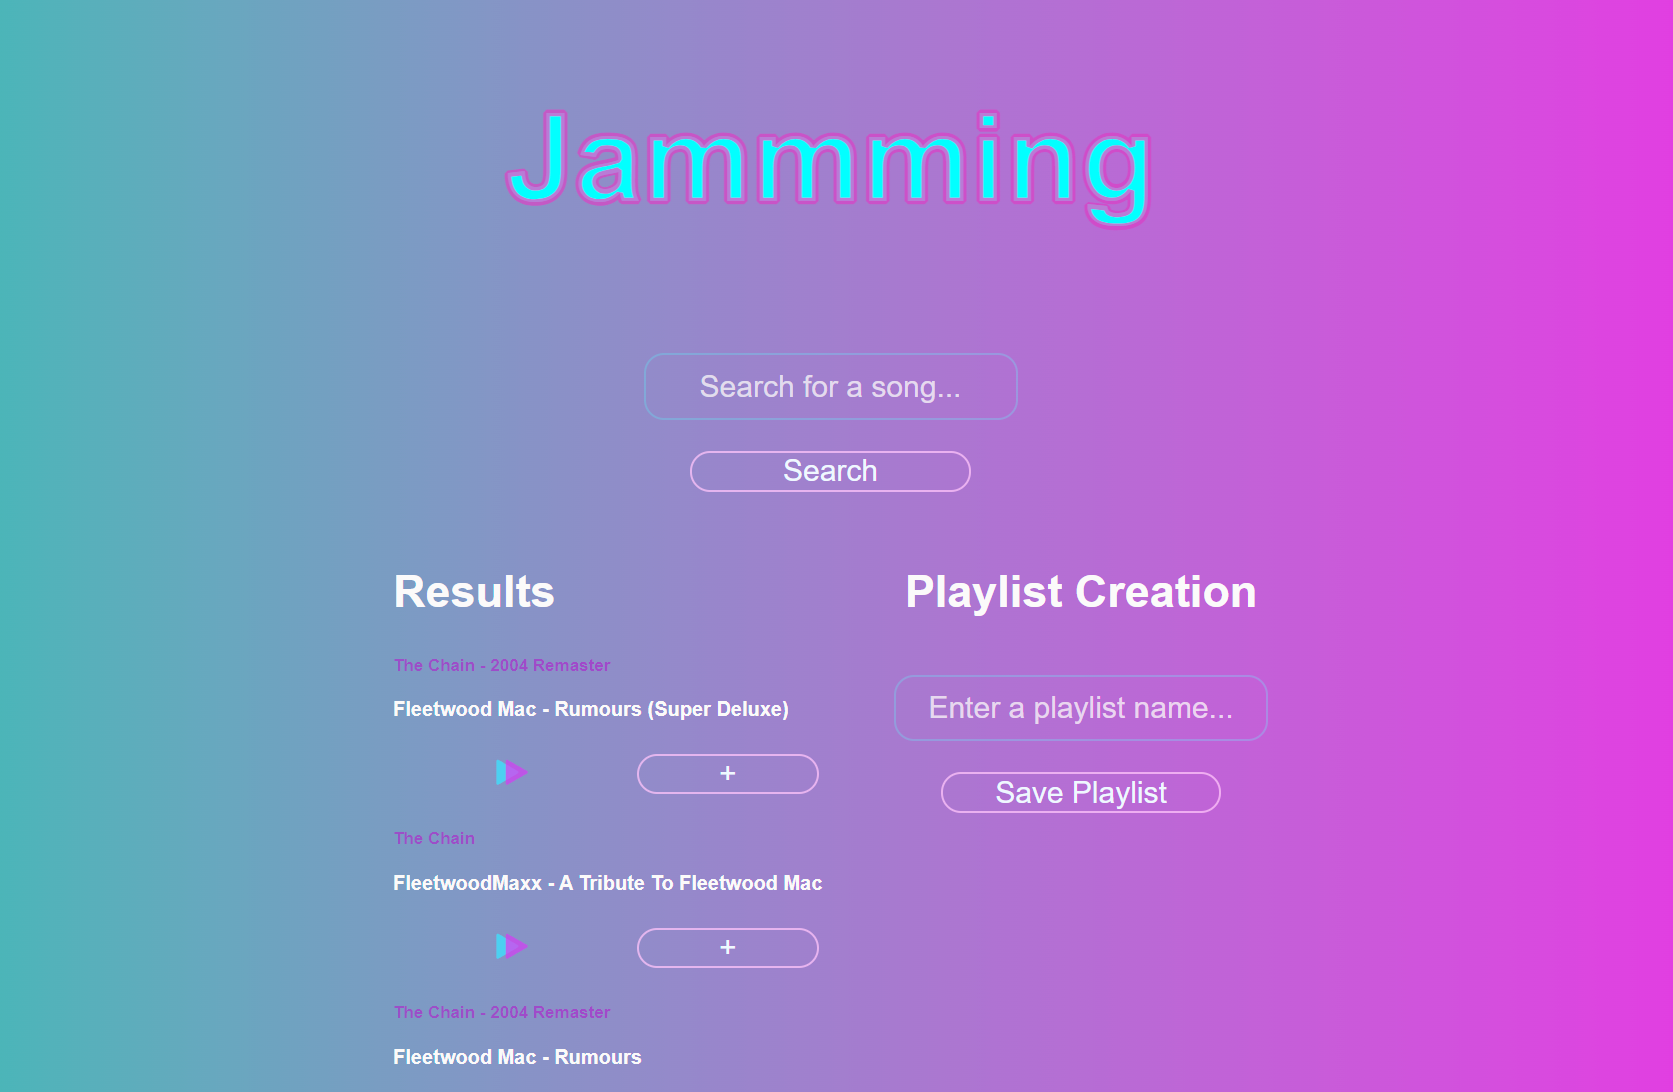 Jammming
Search for a song...
Search
Results
The Chain - 2004 Remaster
Fleetwood Mac - Rumours (Super Deluxe)
+
The Chain
FleetwoodMaxx - A Tribute To Fleetwood Mac
+
The Chain - 2004 Remaster
Fleetwood Mac - Rumours
Playlist Creation
Enter a playlist name...
Save Playlist